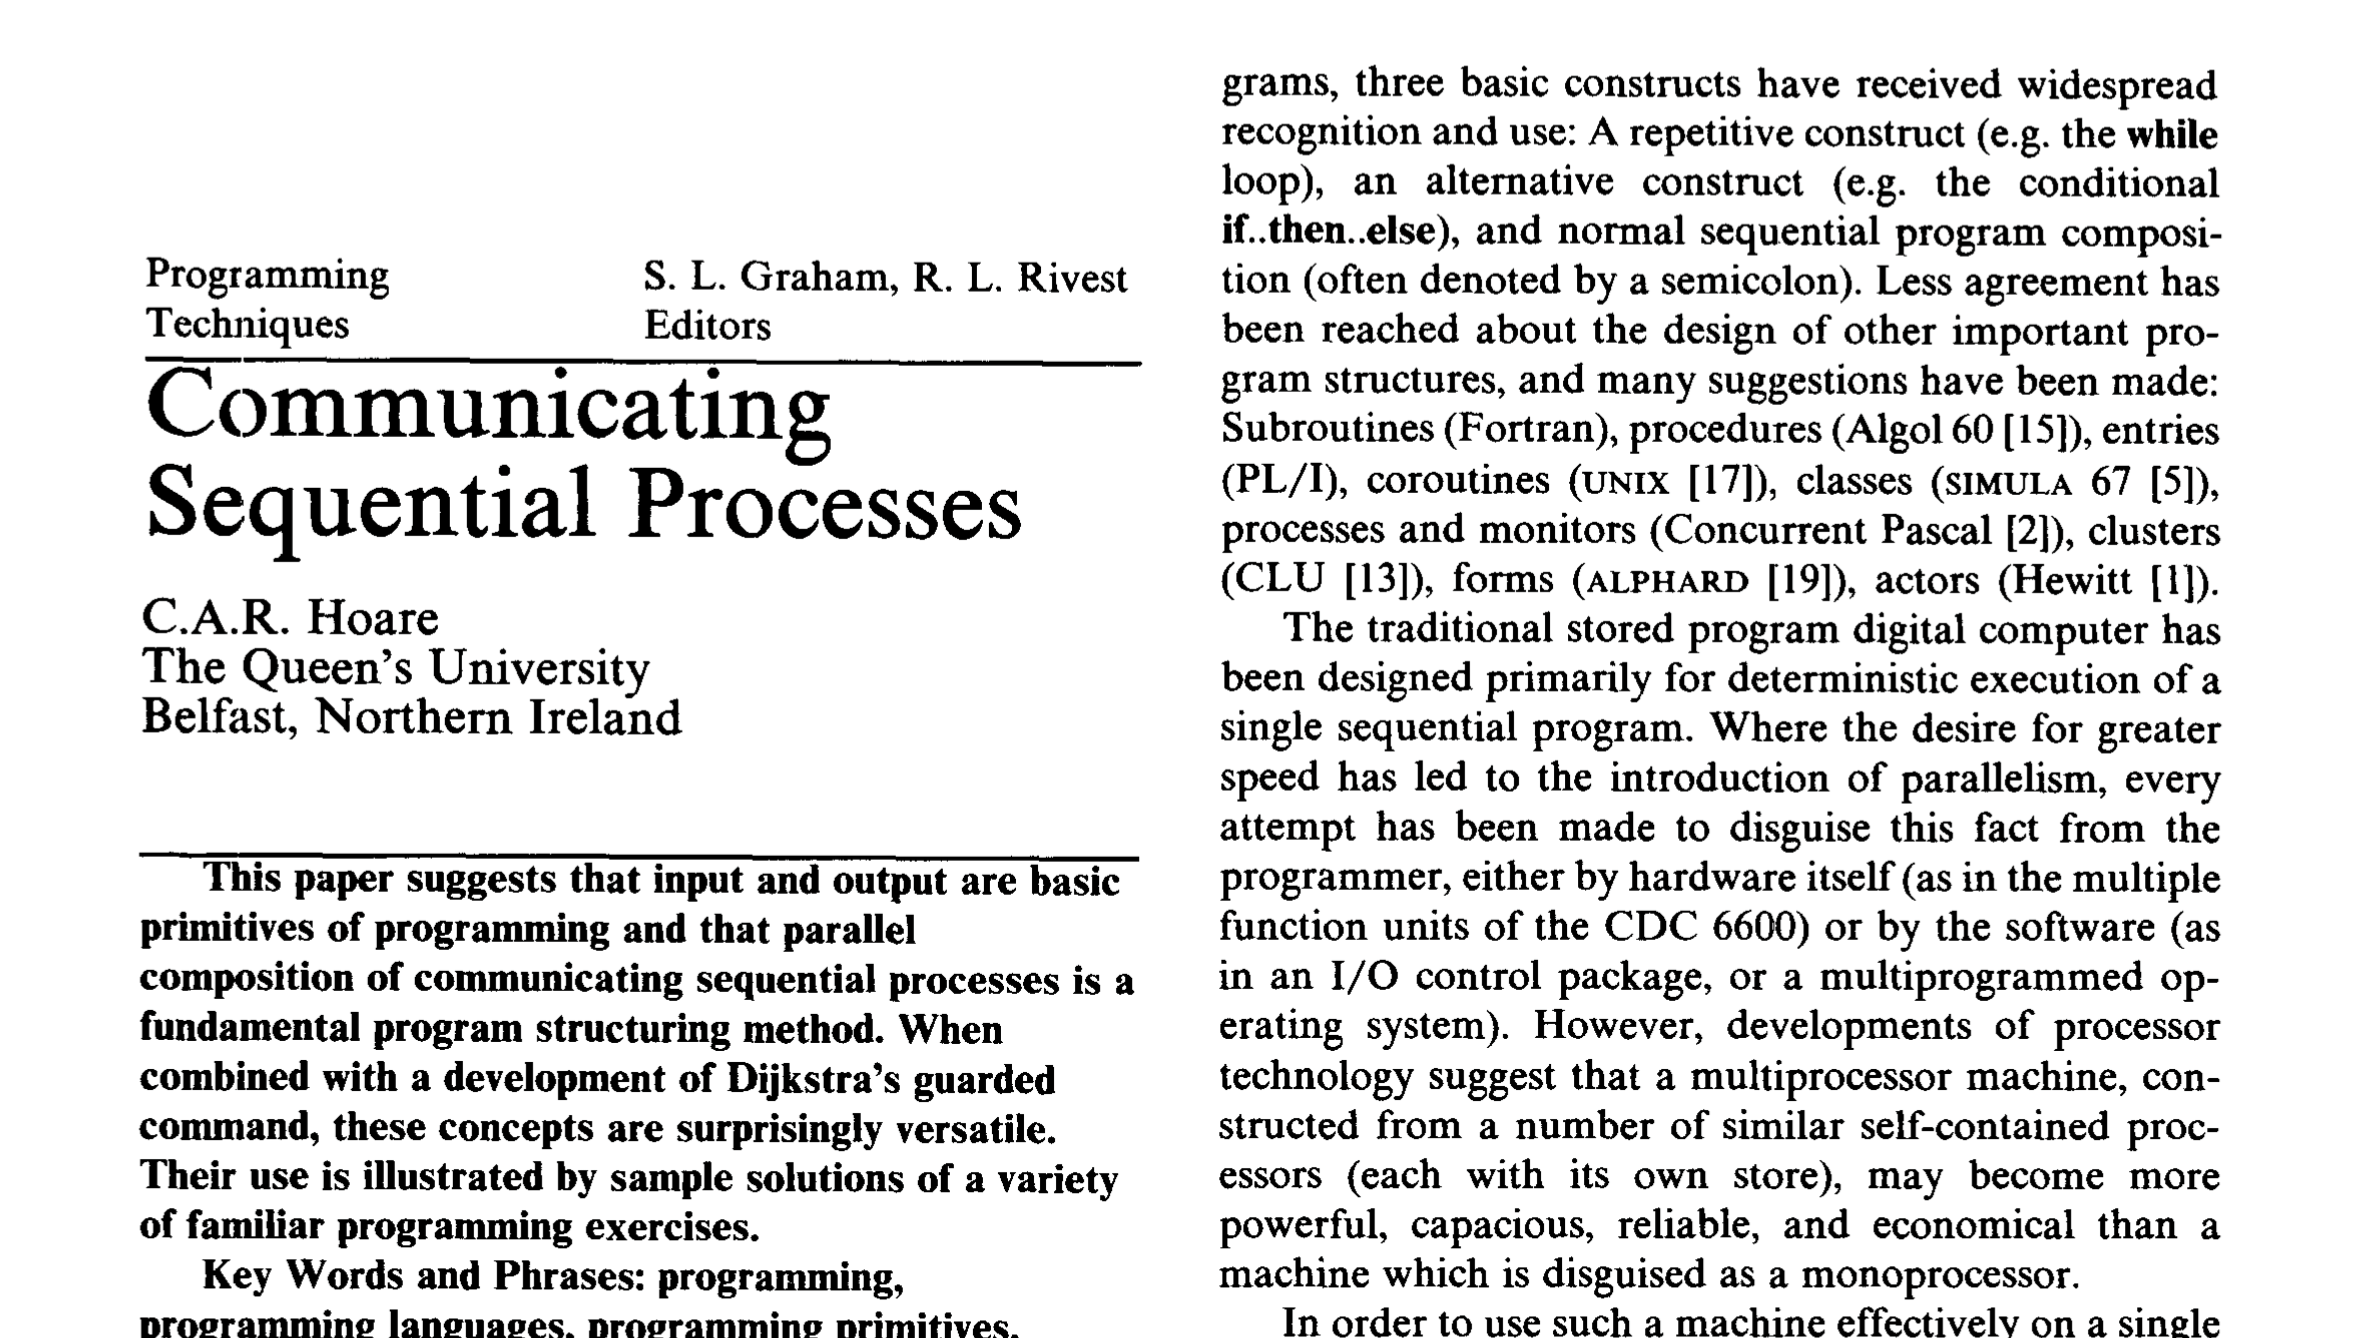 Programming
Techniques
S. L. Graham, R. L. Rivest
Editors
Communicating
Sequential Processes
C.A.R. Hoare
The Queen's University
Belfast, Northern Ireland
This paper suggests that input and output are basic
primitives of programming and that parallel
composition of communicating sequential processes is a
fundamental program structuring method. When
combined with a development of Dijkstra's guarded
command, these concepts are surprisingly versatile.
Their use is illustrated by sample solutions of a variety
of familiar programming exercises.
Key Words and Phrases: programming,
programming languages, programming primitives,
grams, three basic constructs have received widespread
recognition and use: A repetitive construct (e.g. the while
loop), an alternative construct (e.g. the conditional
if..then..else), and normal sequential program composi-
tion (often denoted by a semicolon). Less agreement has
been reached about the design of other important pro-
gram structures, and many suggestions have been made:
Subroutines (Fortran), procedures (Algol 60 [15]), entries
(PL/I), coroutines (UNIX [17]), classes (SIMULA 67 [5]),
processes and monitors (Concurrent Pascal [2]), clusters
(CLU [13]), forms (ALPHARD [19]), actors (Hewitt [1]).
The traditional stored program digital computer has
been designed primarily for deterministic execution of a
single sequential program. Where the desire for greater
speed has led to the introduction of parallelism, every
attempt has been made to disguise this fact from the
programmer, either by hardware itself (as in the multiple
function units of the CDC 6600) or by the software (as
in an I/O control package, or a multiprogrammed op-
erating system). However, developments of processor
technology suggest that a multiprocessor machine, con-
structed from a number of similar self-contained proc-
essors (each with its own store), may become more
powerful, capacious, reliable, and economical than a
machine which is disguised as a monoprocessor.
In order to use such a machine effectively on a single